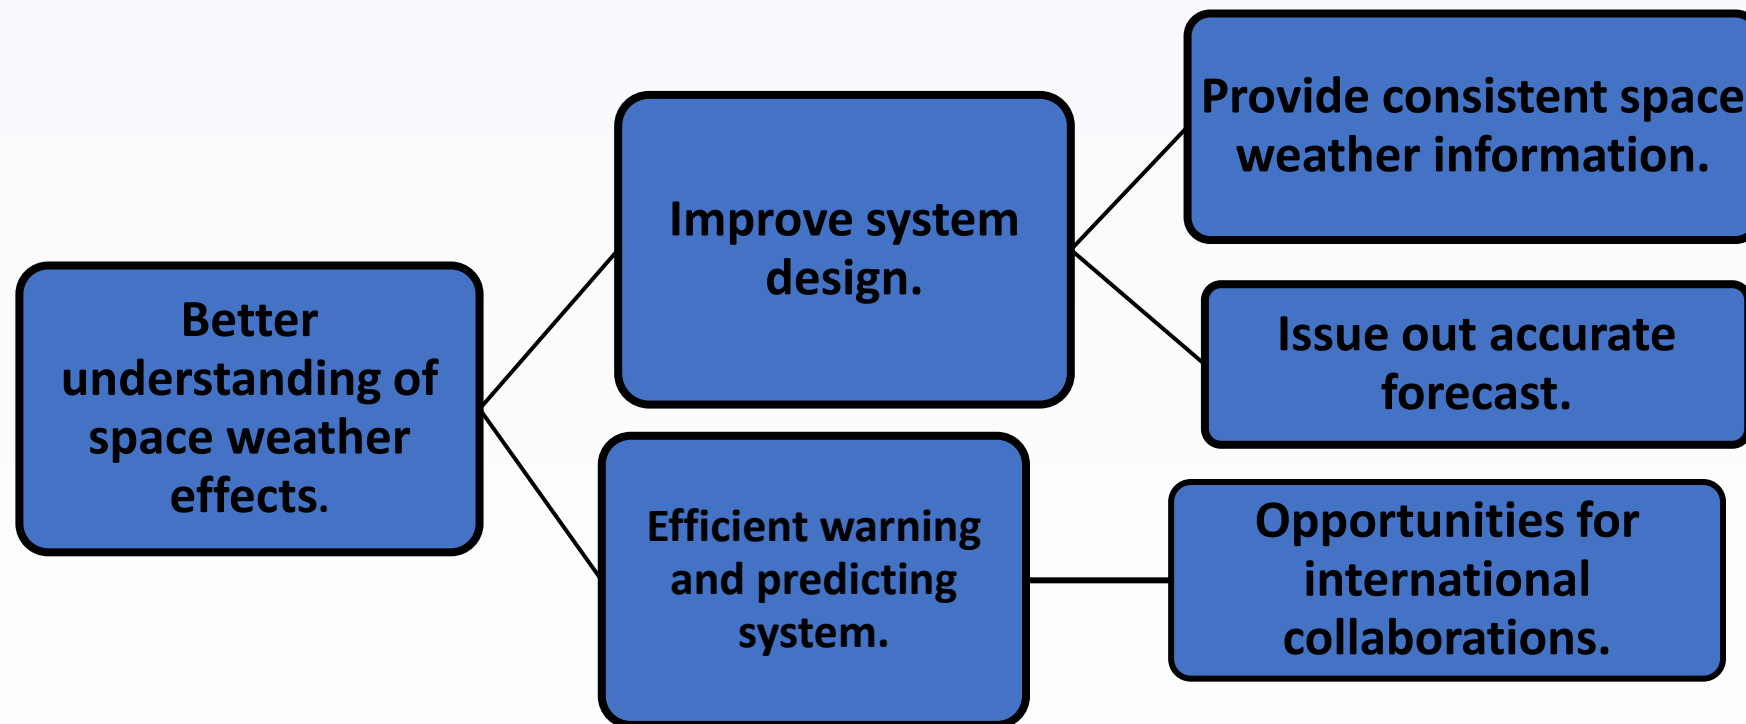 Better
understanding of
space weather
effects.
Improve system
design.
Efficient warning
and predicting
system.
Provide consistent space
weather information.
Issue out accurate
forecast.
Opportunities for
international
collaborations.